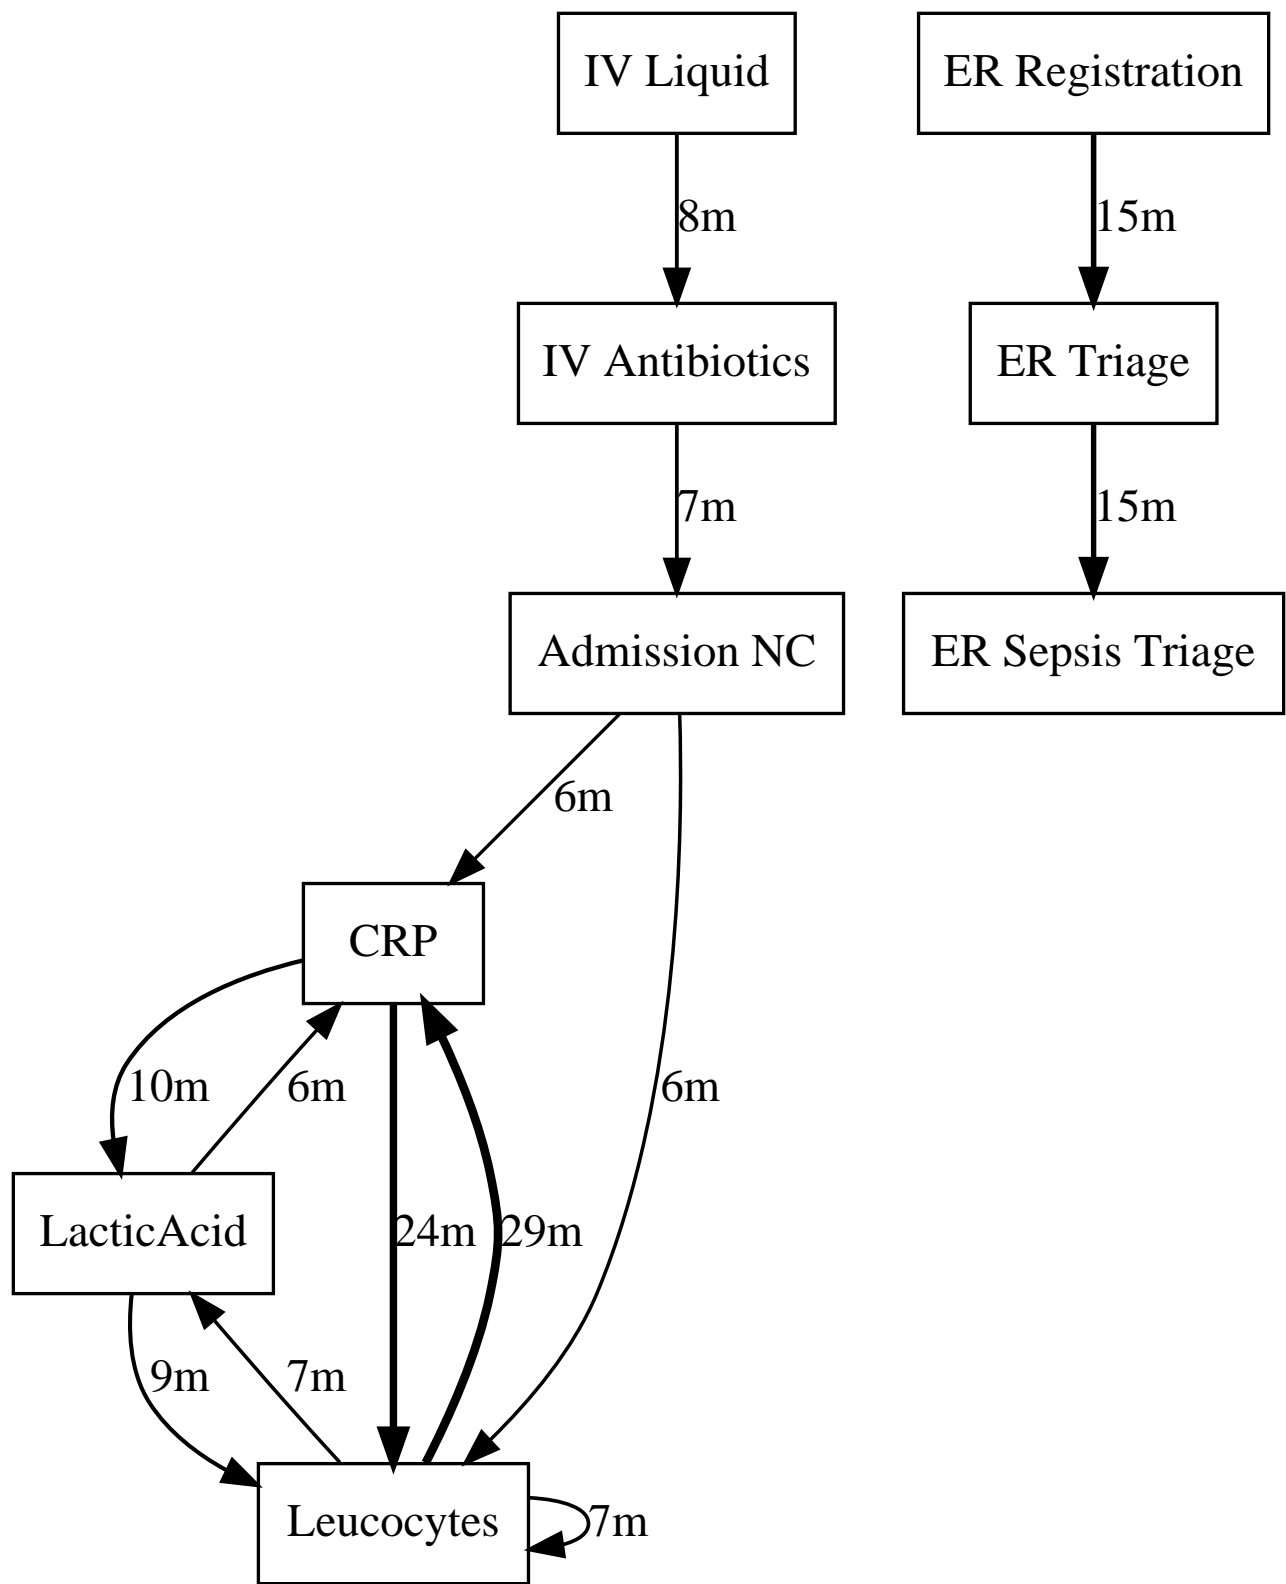 IV Liquid
ER Registration
8m
15m
IV Antibiotics
ER Triage
7m
15m
Admission NC
ER Sepsis Triage
6m
CRP
10m
6m
6m
LacticAcid
24m
29m
9m
7m
Leucocytes
7m